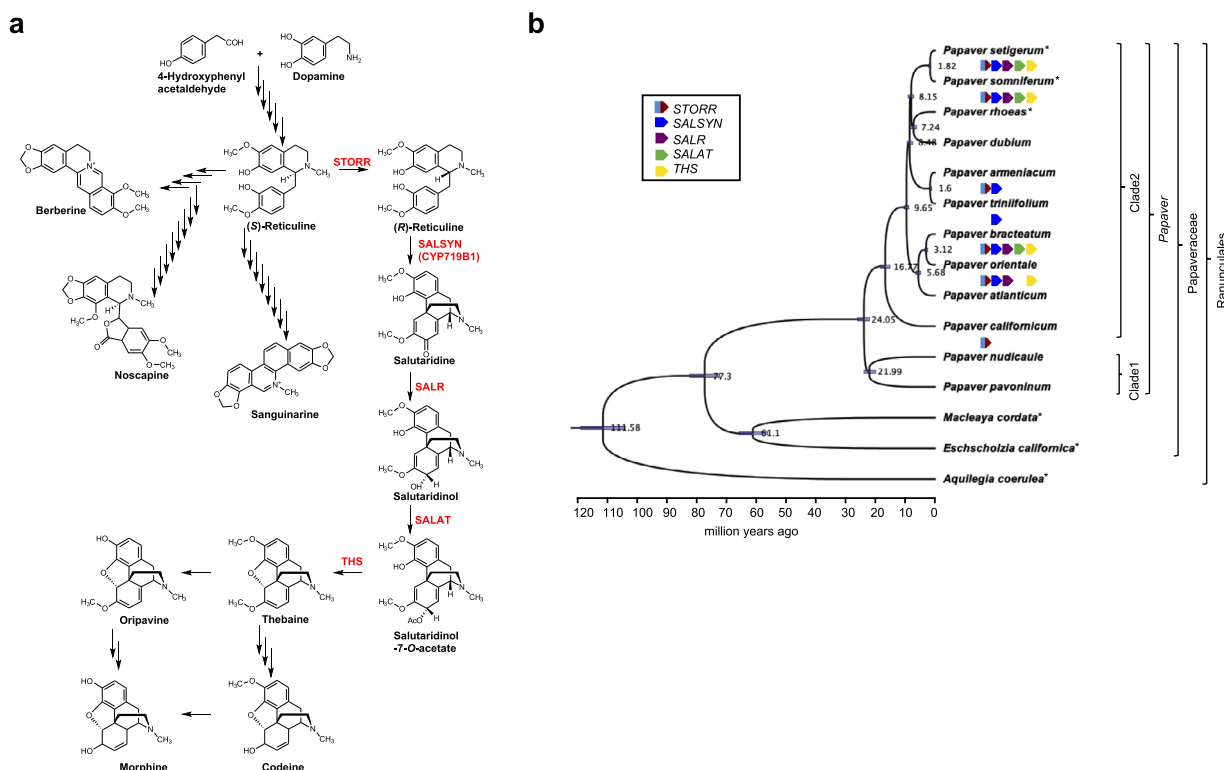 a
4-Hydroxyphenyl
acetaldehyde
+
Dopamine
COH
HO
HO
HO
NH2
Berberine
(S)-Reticuline
STORR
(R)-Reticuline
SALSYN
(CYP719B1)
Noscapine
Sanguinarine
Salutaridine
SALR
Salutaridinol
SALAT
Salutaridinol
-7-O-acetate
THS
Thebaine
Oripavine
Morphine
Codeine
b
STORR
SALSYN
SALR
SALAT
THS
Papaver setigerum*
1.82
Papaver somniferum*
8.15
Papaver rhoeas*
7.24
Papaver dubium
8.48
Papaver armeniacum
1.6
Papaver triniifolium
9.65
Papaver bracteatum
3.12
Papaver orientale
5.68
16.77
Papaver atlanticum
Papaver californicum
24.05
Papaver nudicaule
21.99
Papaver pavoninum
77.3
Macleaya cordata*
61.1
111.58
Eschscholzia californica*
Aquilegia coerulea*
Clade2
Clade1
Papaver
Papaveraceae
Ranunculales
120 110 100 90 80 70 60 50 40 30 20 10 0
million years ago